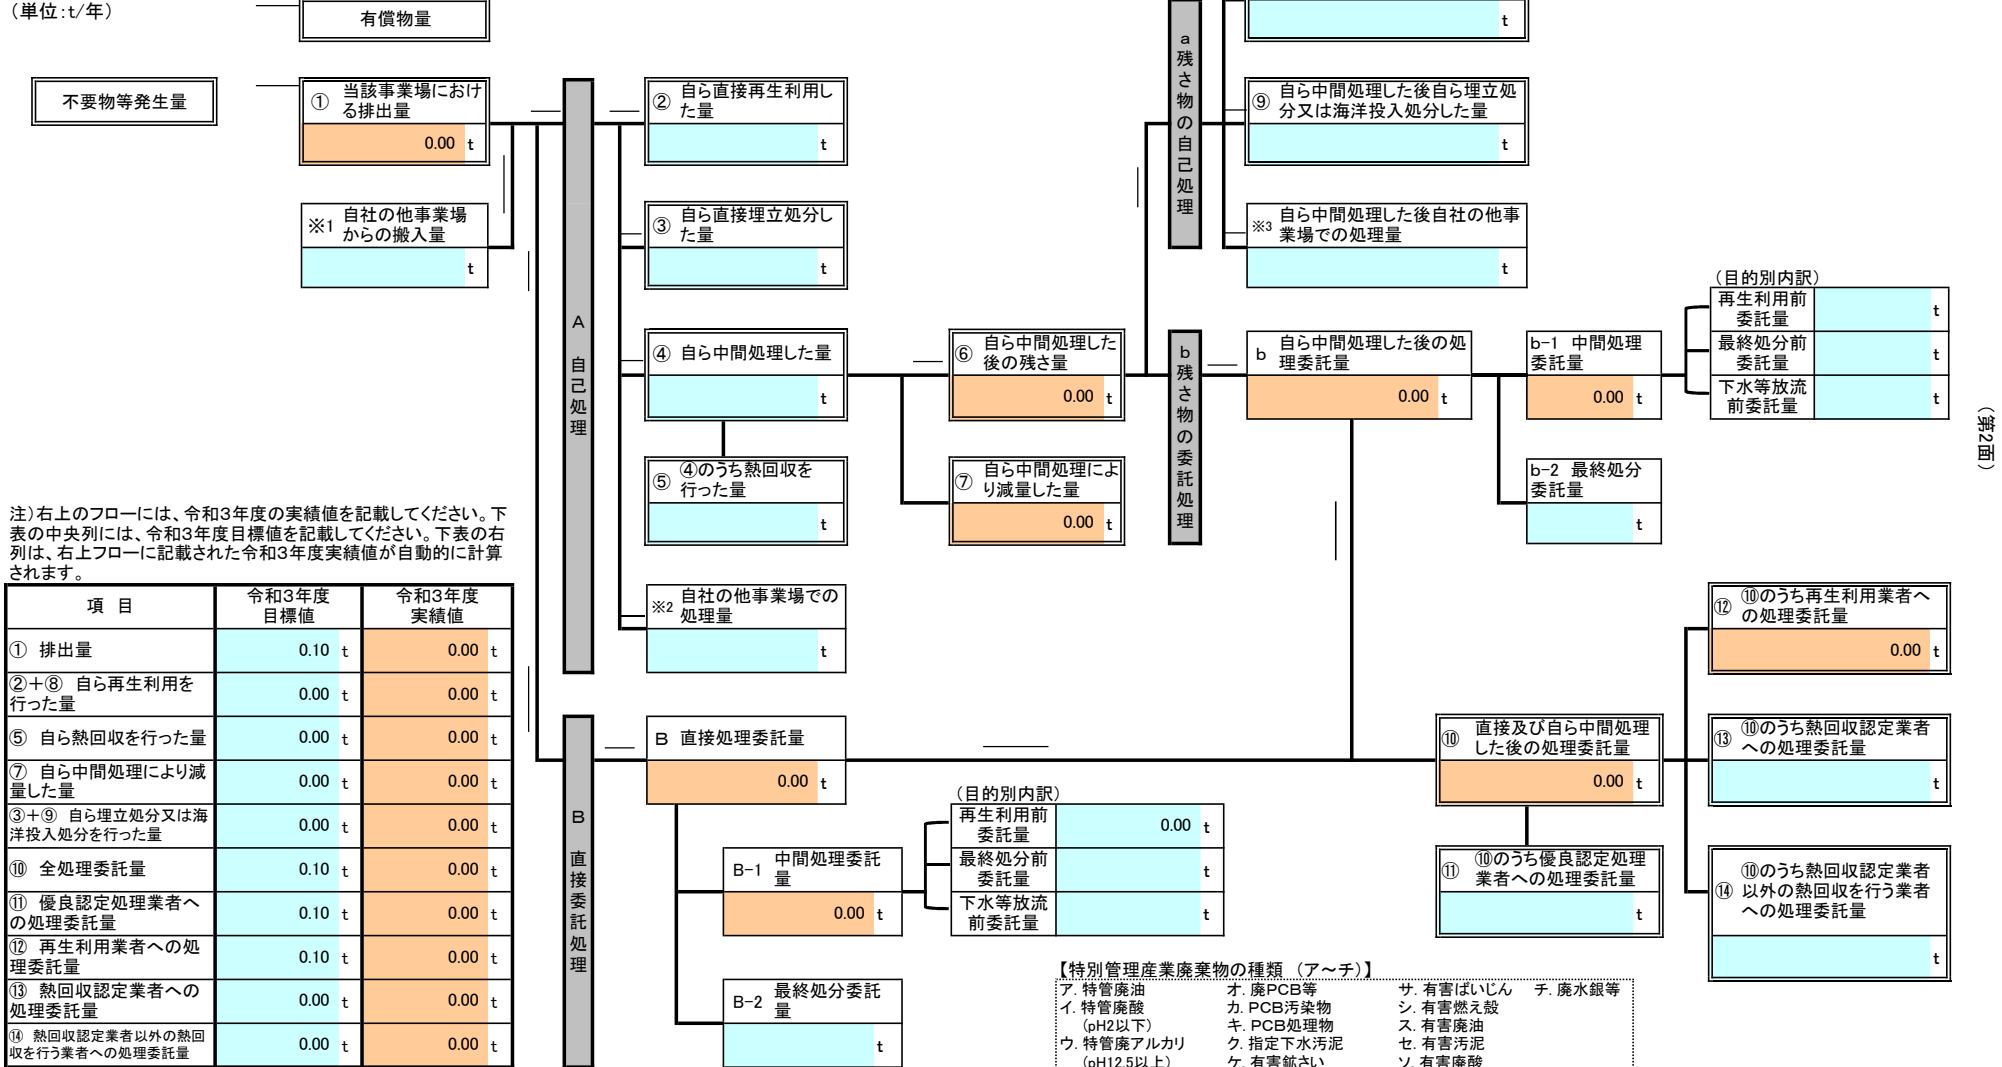 （単位：t/年）
有償物量
不要物等発生量
①
当該事業場におけ
る排出量
0.00 t
※1
自社の他事業場
からの搬入量
t
A 自己処理
②
自ら直接再生利用し
た量
t
③
自ら直接埋立処分し
た量
t
④ 自ら中間処理した量
t
⑤
④のうち熱回収を
行った量
t
※2
自社の他事業場での
処理量
t
⑥
自ら中間処理した
後の残さ量
0.00 t
⑦
自ら中間処理によ
り減量した量
0.00 t
a 残さ物の自己処理
t
⑨
自ら中間処理した後自ら埋立処
分又は海洋投入処分した量
t
※3
自ら中間処理した後自社の他事
業場での処理量
t
b 残さ物の委託処理
b
自ら中間処理した後の処
理委託量
0.00 t
b-1 中間処理
委託量
0.00 t
b-2 最終処分
委託量
t
（目的別内訳）
再生利用前
委託量
t
最終処分前
委託量
t
下水等放流
前委託量
t
（第2面）
注）右上のフローには、令和3年度の実績値を記載してください。下
表の中央列には、令和3年度目標値を記載してください。下表の右
列は、右上フローに記載された令和3年度実績値が自動的に計算
されます。
項 目
令和3年度
目標値
令和3年度
実績値
① 排出量 0.10 t 0.00 t
②＋⑧ 自ら再生利用を
行った量
0.00 t 0.00 t
⑤ 自ら熱回収を行った量 0.00 t 0.00 t
⑦ 自ら中間処理により減
量した量
0.00 t 0.00 t
③＋⑨ 自ら埋立処分又は海
洋投入処分を行った量
0.00 t 0.00 t
⑩ 全処理委託量 0.10 t 0.00 t
⑪ 優良認定処理業者へ
の処理委託量
0.10 t 0.00 t
⑫ 再生利用業者への処
理委託量
0.10 t 0.00 t
⑬ 熱回収認定業者への
処理委託量
0.00 t 0.00 t
⑭ 熱回収認定業者以外の熱回
収を行う業者への処理委託量
0.00 t 0.00 t
B 直接委託処理
B 直接処理委託量
0.00 t
B-1
中間処理委託
量
0.00 t
B-2
最終処分委託
量
t
（目的別内訳）
再生利用前
委託量
0.00 t
最終処分前
委託量
t
下水等放流
前委託量
t
⑩
直接及び自ら中間処理
した後の処理委託量
0.00 t
⑪
⑩のうち優良認定処理
業者への処理委託量
t
⑫
⑩のうち再生利用業者へ
の処理委託量
0.00 t
⑬
⑩のうち熱回収認定業者
への処理委託量
t
⑭
⑩のうち熱回収認定業者
以外の熱回収を行う業者
への処理委託量
t
【特別管理産業廃棄物の種類 （ア～チ）】
ア. 特管廃油 オ. 廃PCB等 サ. 有害ばいじん チ. 廃水銀等
イ. 特管廃酸 カ. PCB汚染物 シ. 有害燃え殻
（pH2以下） キ. PCB処理物 ス. 有害廃油
ウ. 特管廃アルカリ ク. 指定下水汚泥 セ. 有害汚泥
（pH12.5以上） ケ. 有害鉱さい ソ. 有害廃酸